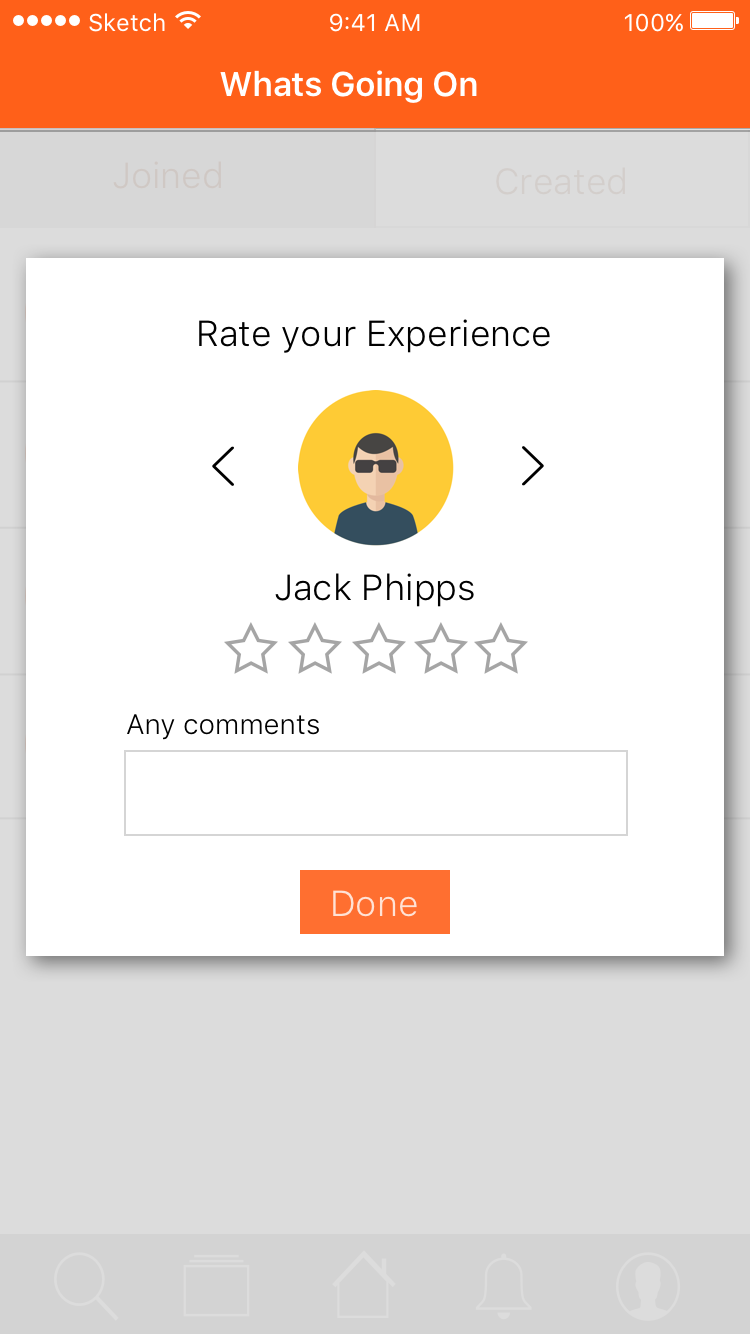 Sketch 9:41 AM 100%
Whats Going On
Joined Created
Rate your Experience
Jack Phipps
Any comments
Done